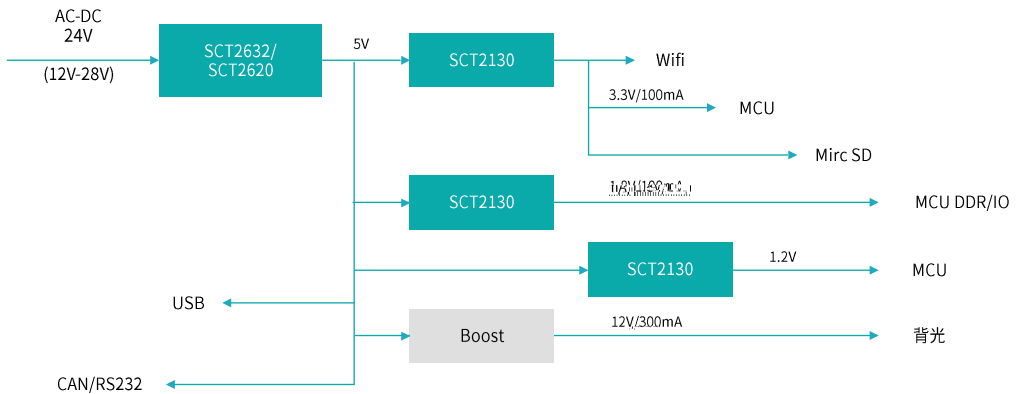 AC-DC
24V
(12V-28V)
SCT2632/
SCT2620
5V
SCT2130
Wifi
3.3V/100mA
MCU
Mirc SD
SCT2130
MCU DDR/IO
SCT2130
1.2V
MCU
USB
Boost
12V/300mA
背光
CAN/RS232